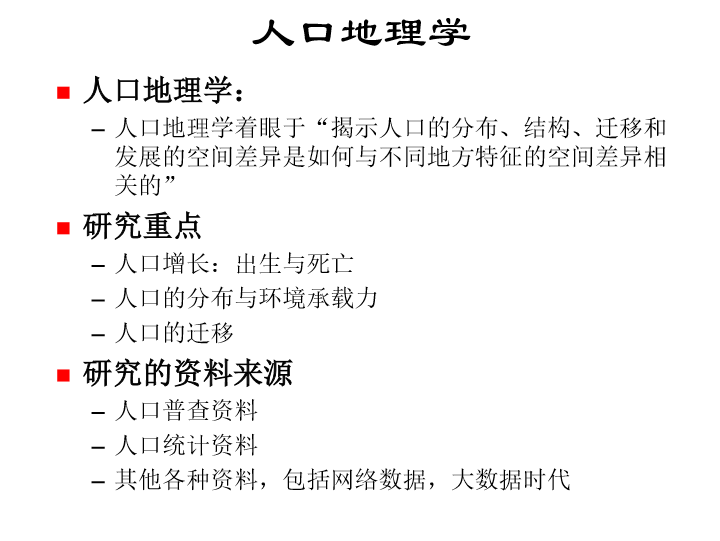 人口地理学
人口地理学：
– 人口地理学着眼于“揭示人口的分布、结构、迁移和
发展的空间差异是如何与不同地方特征的空间差异相
关的”
研究重点
– 人口增长：出生与死亡
– 人口的分布与环境承载力
– 人口的迁移
研究的资料来源
– 人口普查资料
– 人口统计资料
– 其他各种资料，包括网络数据，大数据时代